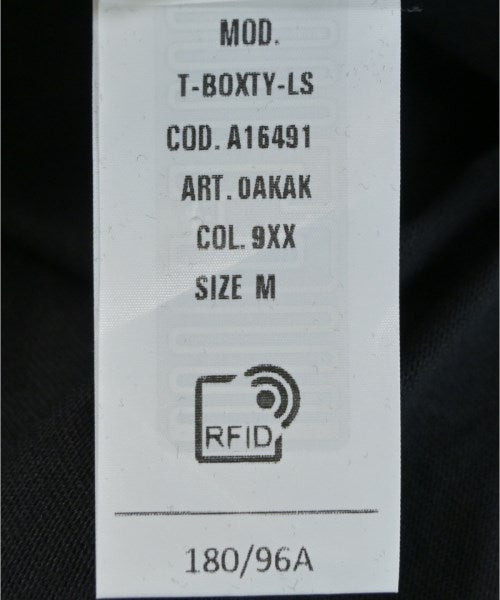 MOD.
T-BOXTY-LS
COD. A16491
ART. 0AKAK
COL. 9XX
SIZE M
RFID
180/96A